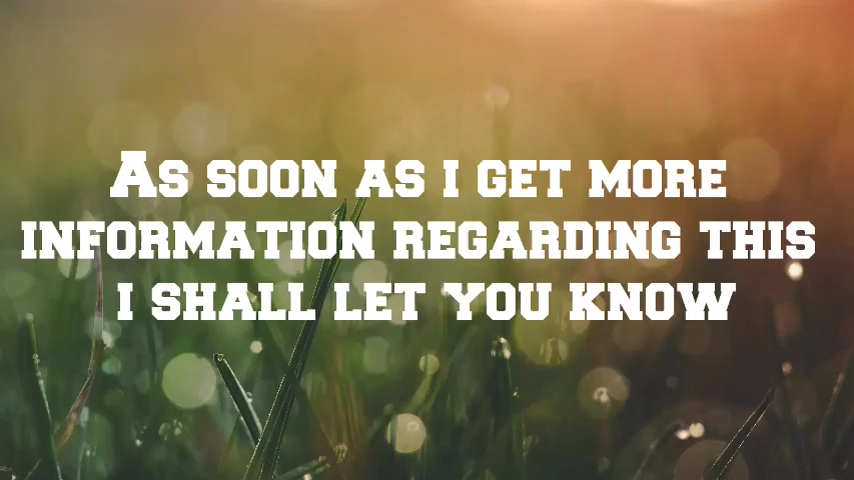 As soon as i get more
information regarding this
i shall let you know